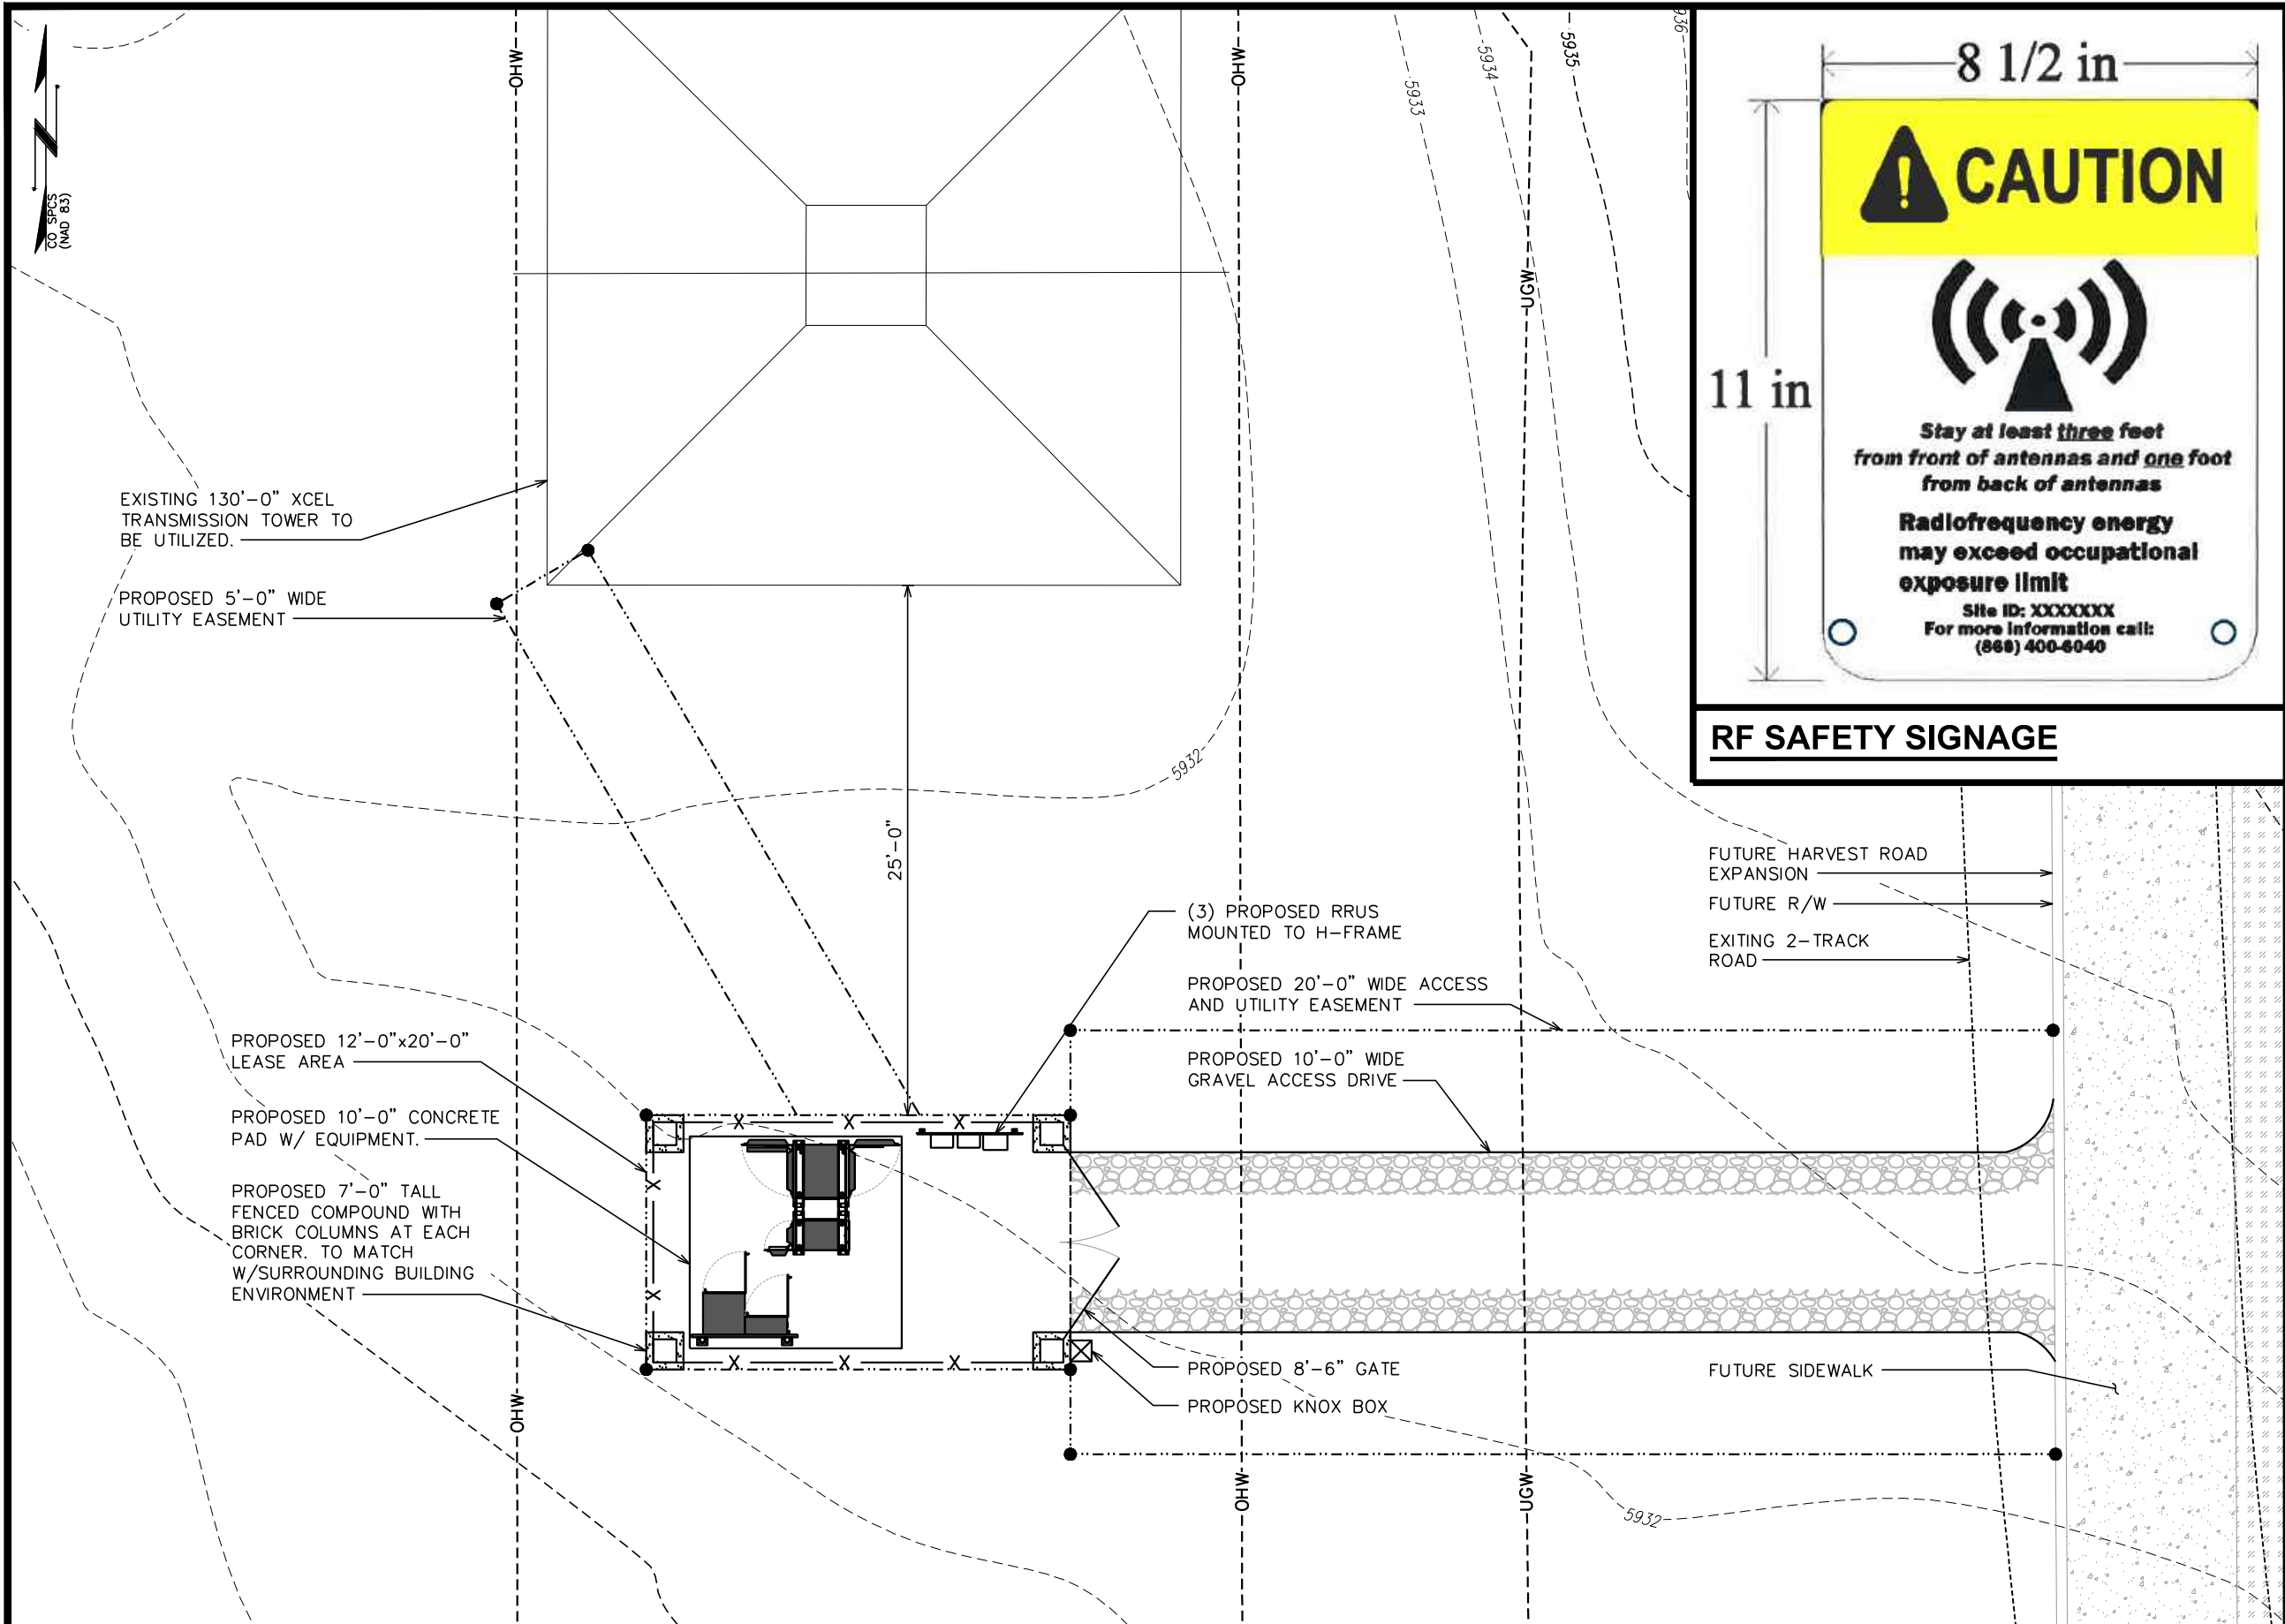 CO SPCS
(NAD 83)
OHW
OHW
5933
5934
5935
5936
UGW
8 1/2 in
11 in
CAUTION
Stay at least three feet
from front of antennas and one foot
from back of antennas
Radiofrequency energy
may exceed occupational
exposure limit
Site ID: XXXXXXX
For more information call:
(868) 400-6040
RF SAFETY SIGNAGE
EXISTING 130'-0" XCEL
TRANSMISSION TOWER TO
BE UTILIZED.
PROPOSED 5'-0" WIDE
UTILITY EASEMENT
5932
25'-0"
FUTURE HARVEST ROAD
EXPANSION
FUTURE R/W
EXITING 2-TRACK
ROAD
(3) PROPOSED RRUS
MOUNTED TO H-FRAME
PROPOSED 20'-0" WIDE ACCESS
AND UTILITY EASEMENT
PROPOSED 10'-0" WIDE
GRAVEL ACCESS DRIVE
PROPOSED 12'-0"x20'-0"
LEASE AREA
PROPOSED 10'-0" CONCRETE
PAD W/ EQUIPMENT.
PROPOSED 7'-0" TALL
FENCED COMPOUND WITH
BRICK COLUMNS AT EACH
CORNER. TO MATCH
W/SURROUNDING BUILDING
ENVIRONMENT
X
X
X
X
X
X
X
X
PROPOSED 8'-6" GATE
PROPOSED KNOX BOX
FUTURE SIDEWALK
OHW
OHW
UGW
5932